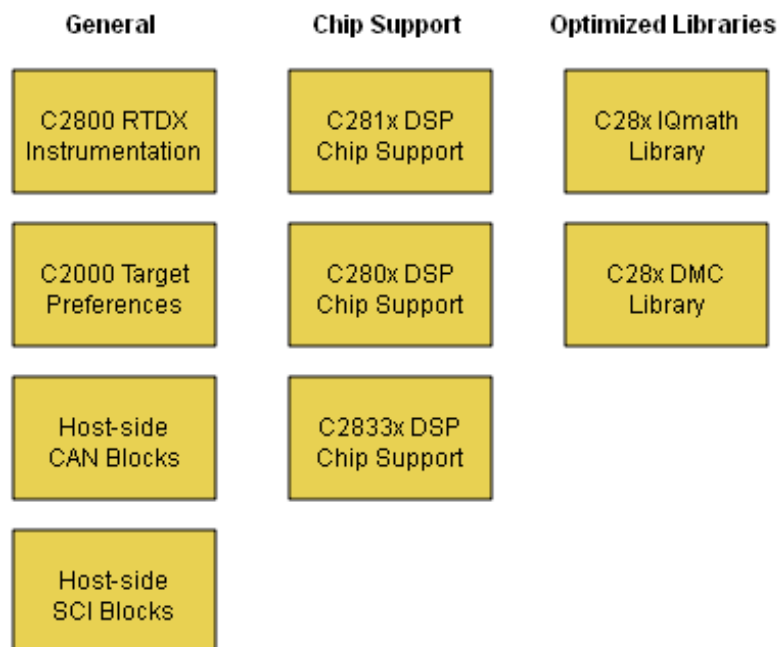 General
Chip Support
Optimized Libraries
C2800 RTDX
Instrumentation
C281x DSP
Chip Support
C28x IQmath
Library
C2000 Target
Preferences
C280x DSP
Chip Support
C28x DMC
Library
Host-side
CAN Blocks
C2833x DSP
Chip Support
Host-side
SCI Blocks